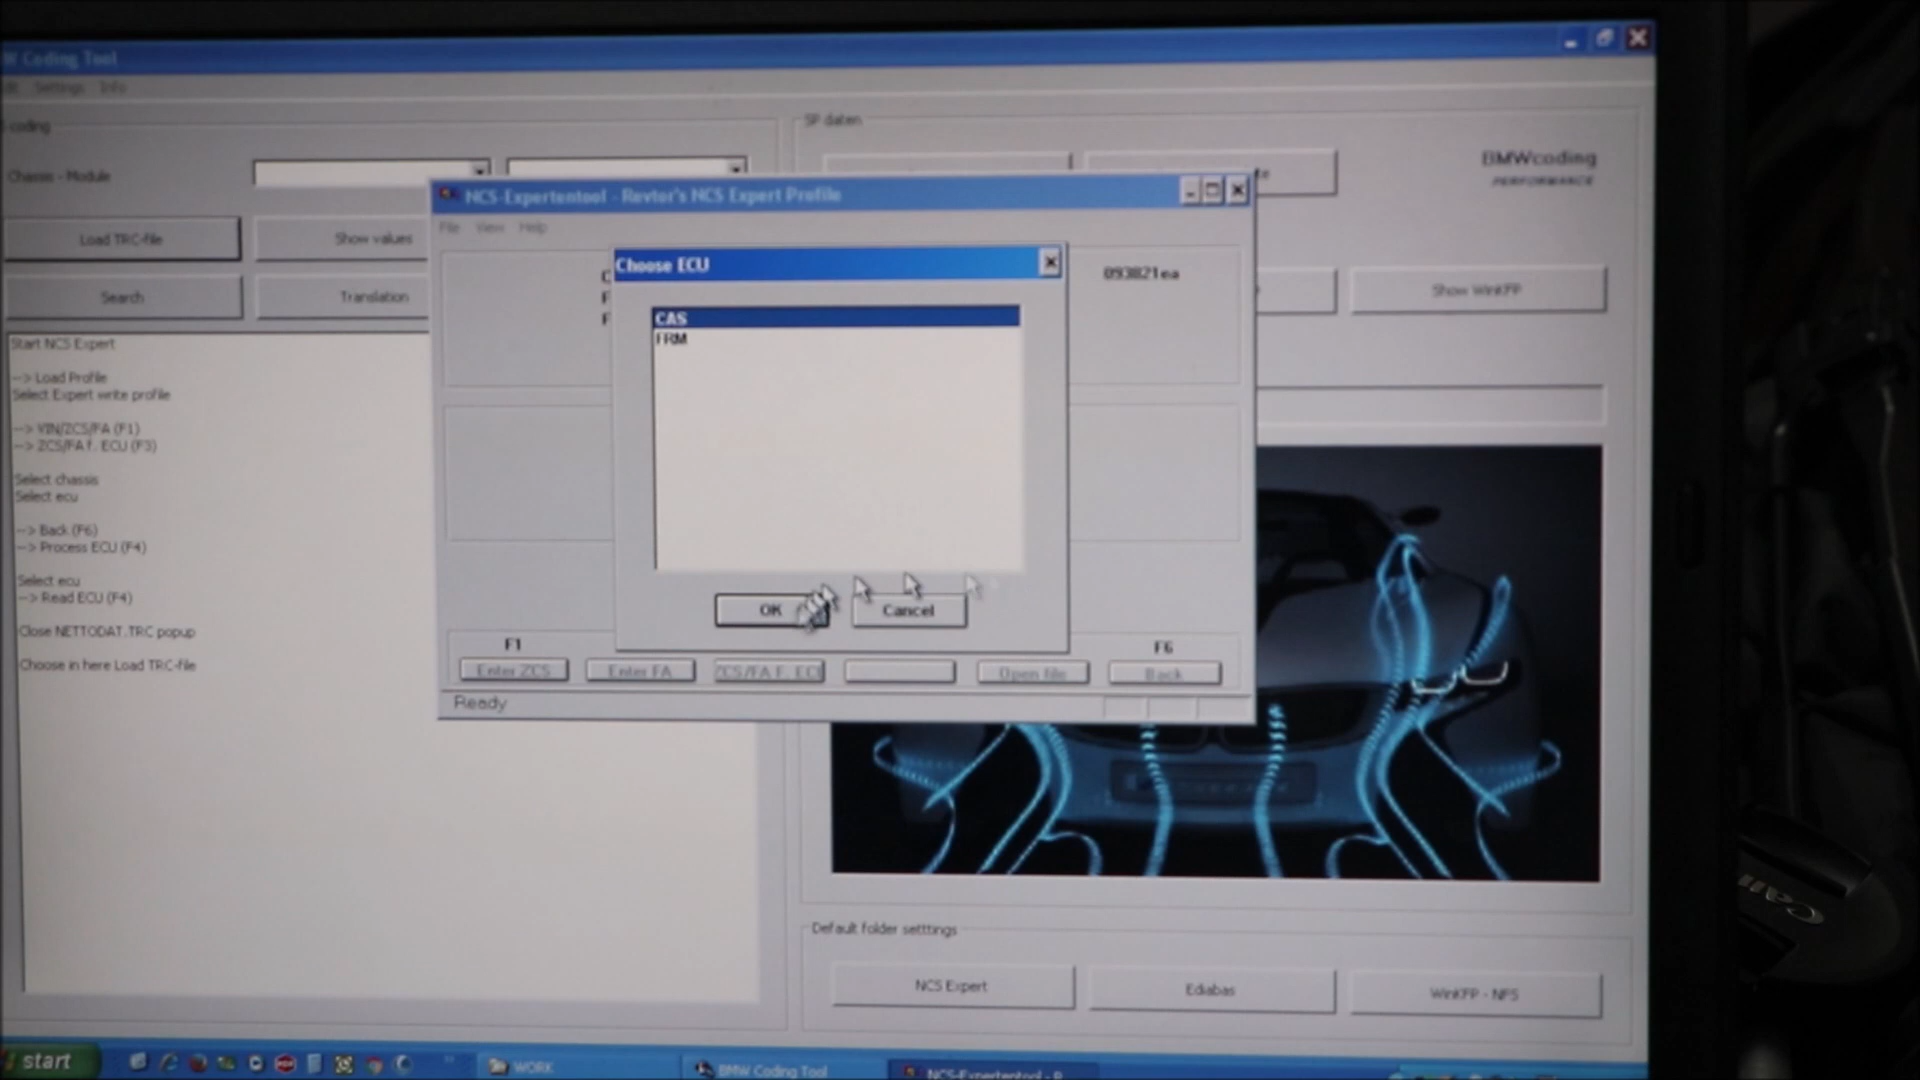 W Coding Tool
Settings Info
coding
SP daten
BMWcoding
PERFORMANCE
Chassis - Module
Load TRC-file
Show values
Search
Translation
Show WinKFP
NCS-Expertentool - Revtor's NCS Expert Profile
File View Help
Choose ECU
093821ea
CAS
FRM
OK
Cancel
F1
F6
Enter ZCS
Enter FA
ZCS/FA F. ECU
Open file
Back
Ready
Start NCS Expert
--> Load Profile
Select Expert write profile
--> VIN/ZCS/FA (F1)
--> ZCS/FA f. ECU (F3)
Select chassis
Select ecu
--> Back (F6)
--> Process ECU (F4)
Select ecu
--> Read ECU (F4)
Close NETTODAT.TRC popup
Choose in here Load TRC-file
Default folder setttings
NCS Expert
Ediabas
WinKFP - NFS
start
WORK
BMW Coding Tool
NCS-Expertentool - R